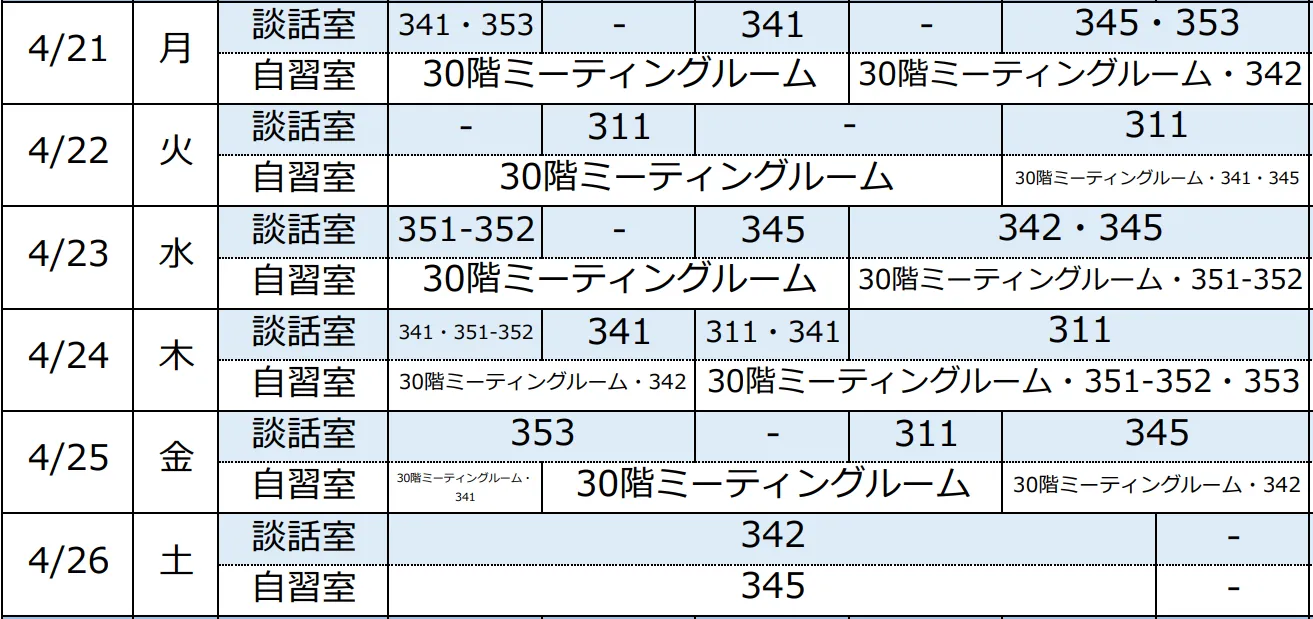 4/21 月 談話室 341・353 - 341 - 345・353
自習室 30階ミーティングルーム 30階ミーティングルーム・342
4/22 火 談話室 - 311 - 311
自習室 30階ミーティングルーム 30階ミーティングルーム・341・345
4/23 水 談話室 351-352 - 345 342・345
自習室 30階ミーティングルーム 30階ミーティングルーム・351-352
4/24 木 談話室 341・351-352 341 311・341 311
自習室 30階ミーティングルーム・342 30階ミーティングルーム・351-352・353
4/25 金 談話室 353 - 311 345
自習室 30階ミーティングルーム・341 30階ミーティングルーム 30階ミーティングルーム・342
4/26 土 談話室 342 -
自習室 345 -